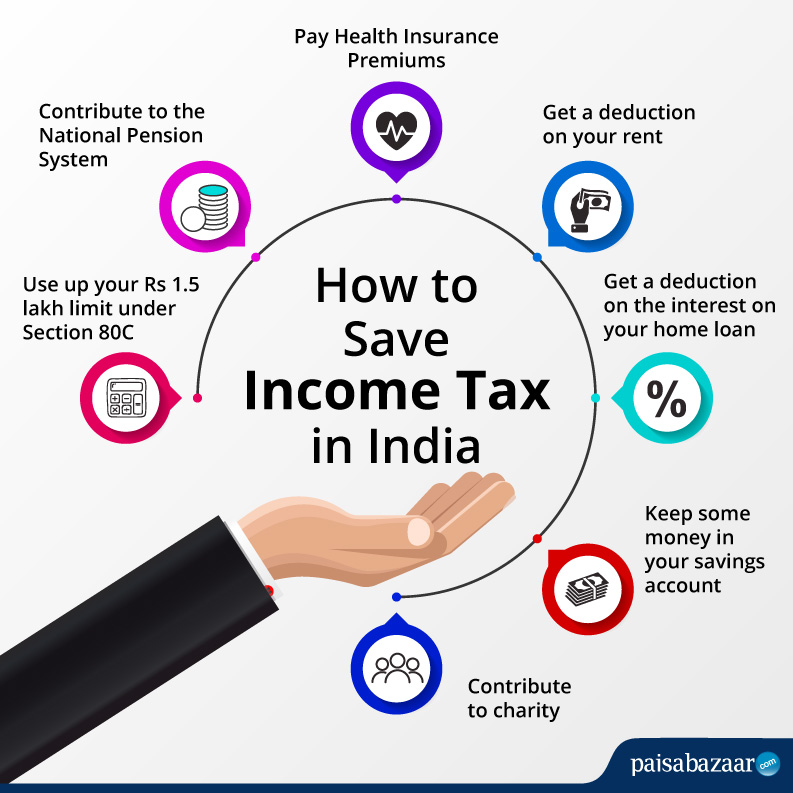 Pay Health Insurance
Premiums
Contribute to the
National Pension
System
Get a deduction
on your rent
Use up your Rs 1.5
lakh limit under
Section 80C
Get a deduction
on the interest on
your home loan
How to
Save
Income Tax
in India
%
Keep some
money in
your savings
account
Contribute
to charity
paisabazaar.com